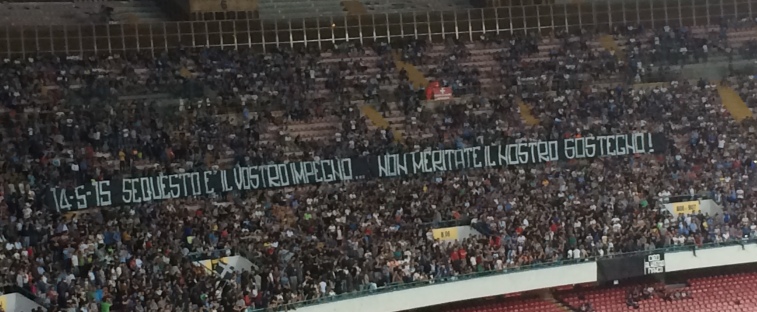 14-5-15 SE QUESTO E' IL VOSTRO IMPEGNO... NON MERITATE IL NOSTRO SOSTEGNO!